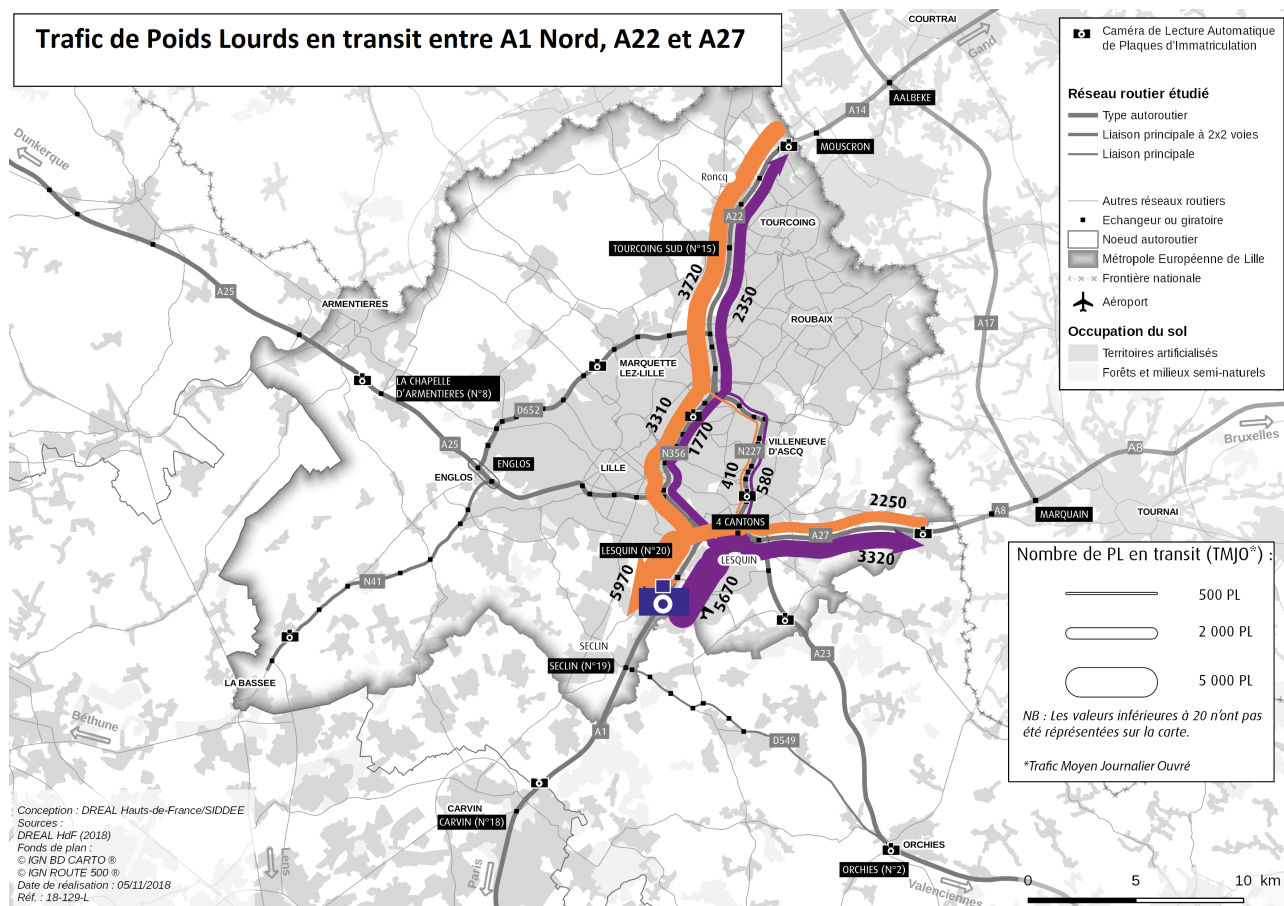 Trafic de Poids Lourds en transit entre A1 Nord, A22 et A27
COURTRAI
Gand
AALBEKE
A14
MOUSCRON
Dunkerque
Roncq
A22
TOURCOING
TOURCOING SUD (N°15)
3720
2350
A25
ARMENTIERES
ROUBAIX
A17
MARQUETTE
LEZ-LILLE
LA CHAPELLE
D'ARMENTIERES (N°8)
D652
3310
1770
A25
N356
VILLENEUVE
D'ASCQ
N227
410
580
ENGLOS
ENGLOS
LILLE
A8
Bruxelles
2250
4 CANTONS
A27
A8
MARQUAIN
TOURNAI
LESQUIN (N°20)
LESQUIN
3320
5970
5670
N41
SECLIN
SECLIN (N°19)
A23
LA BASSEE
Béthune
A1
D549
CARVIN
CARVIN (N°18)
Lens
Paris
ORCHIES
ORCHIES (N°2)
Valenciennes
Caméra de Lecture Automatique
de Plaques d'Immatriculation
Réseau routier étudié
Type autoroutier
Liaison principale à 2x2 voies
Liaison principale
Autres réseaux routiers
Echangeur ou giratoire
Noeud autoroutier
Métropole Européenne de Lille
Frontière nationale
Aéroport
Occupation du sol
Territoires artificialisés
Forêts et milieux semi-naturels
Nombre de PL en transit (TMJO*) :
500 PL
2 000 PL
5 000 PL
NB : Les valeurs inférieures à 20 n'ont pas
été répresentées sur la carte.
*Trafic Moyen Journalier Ouvré
0 5 10 km
Conception : DREAL Hauts-de-France/SIDDEE
Sources :
DREAL HdF (2018)
Fonds de plan :
© IGN BD CARTO ®
© IGN ROUTE 500 ®
Date de réalisation : 05/11/2018
Réf. : 18-129-L